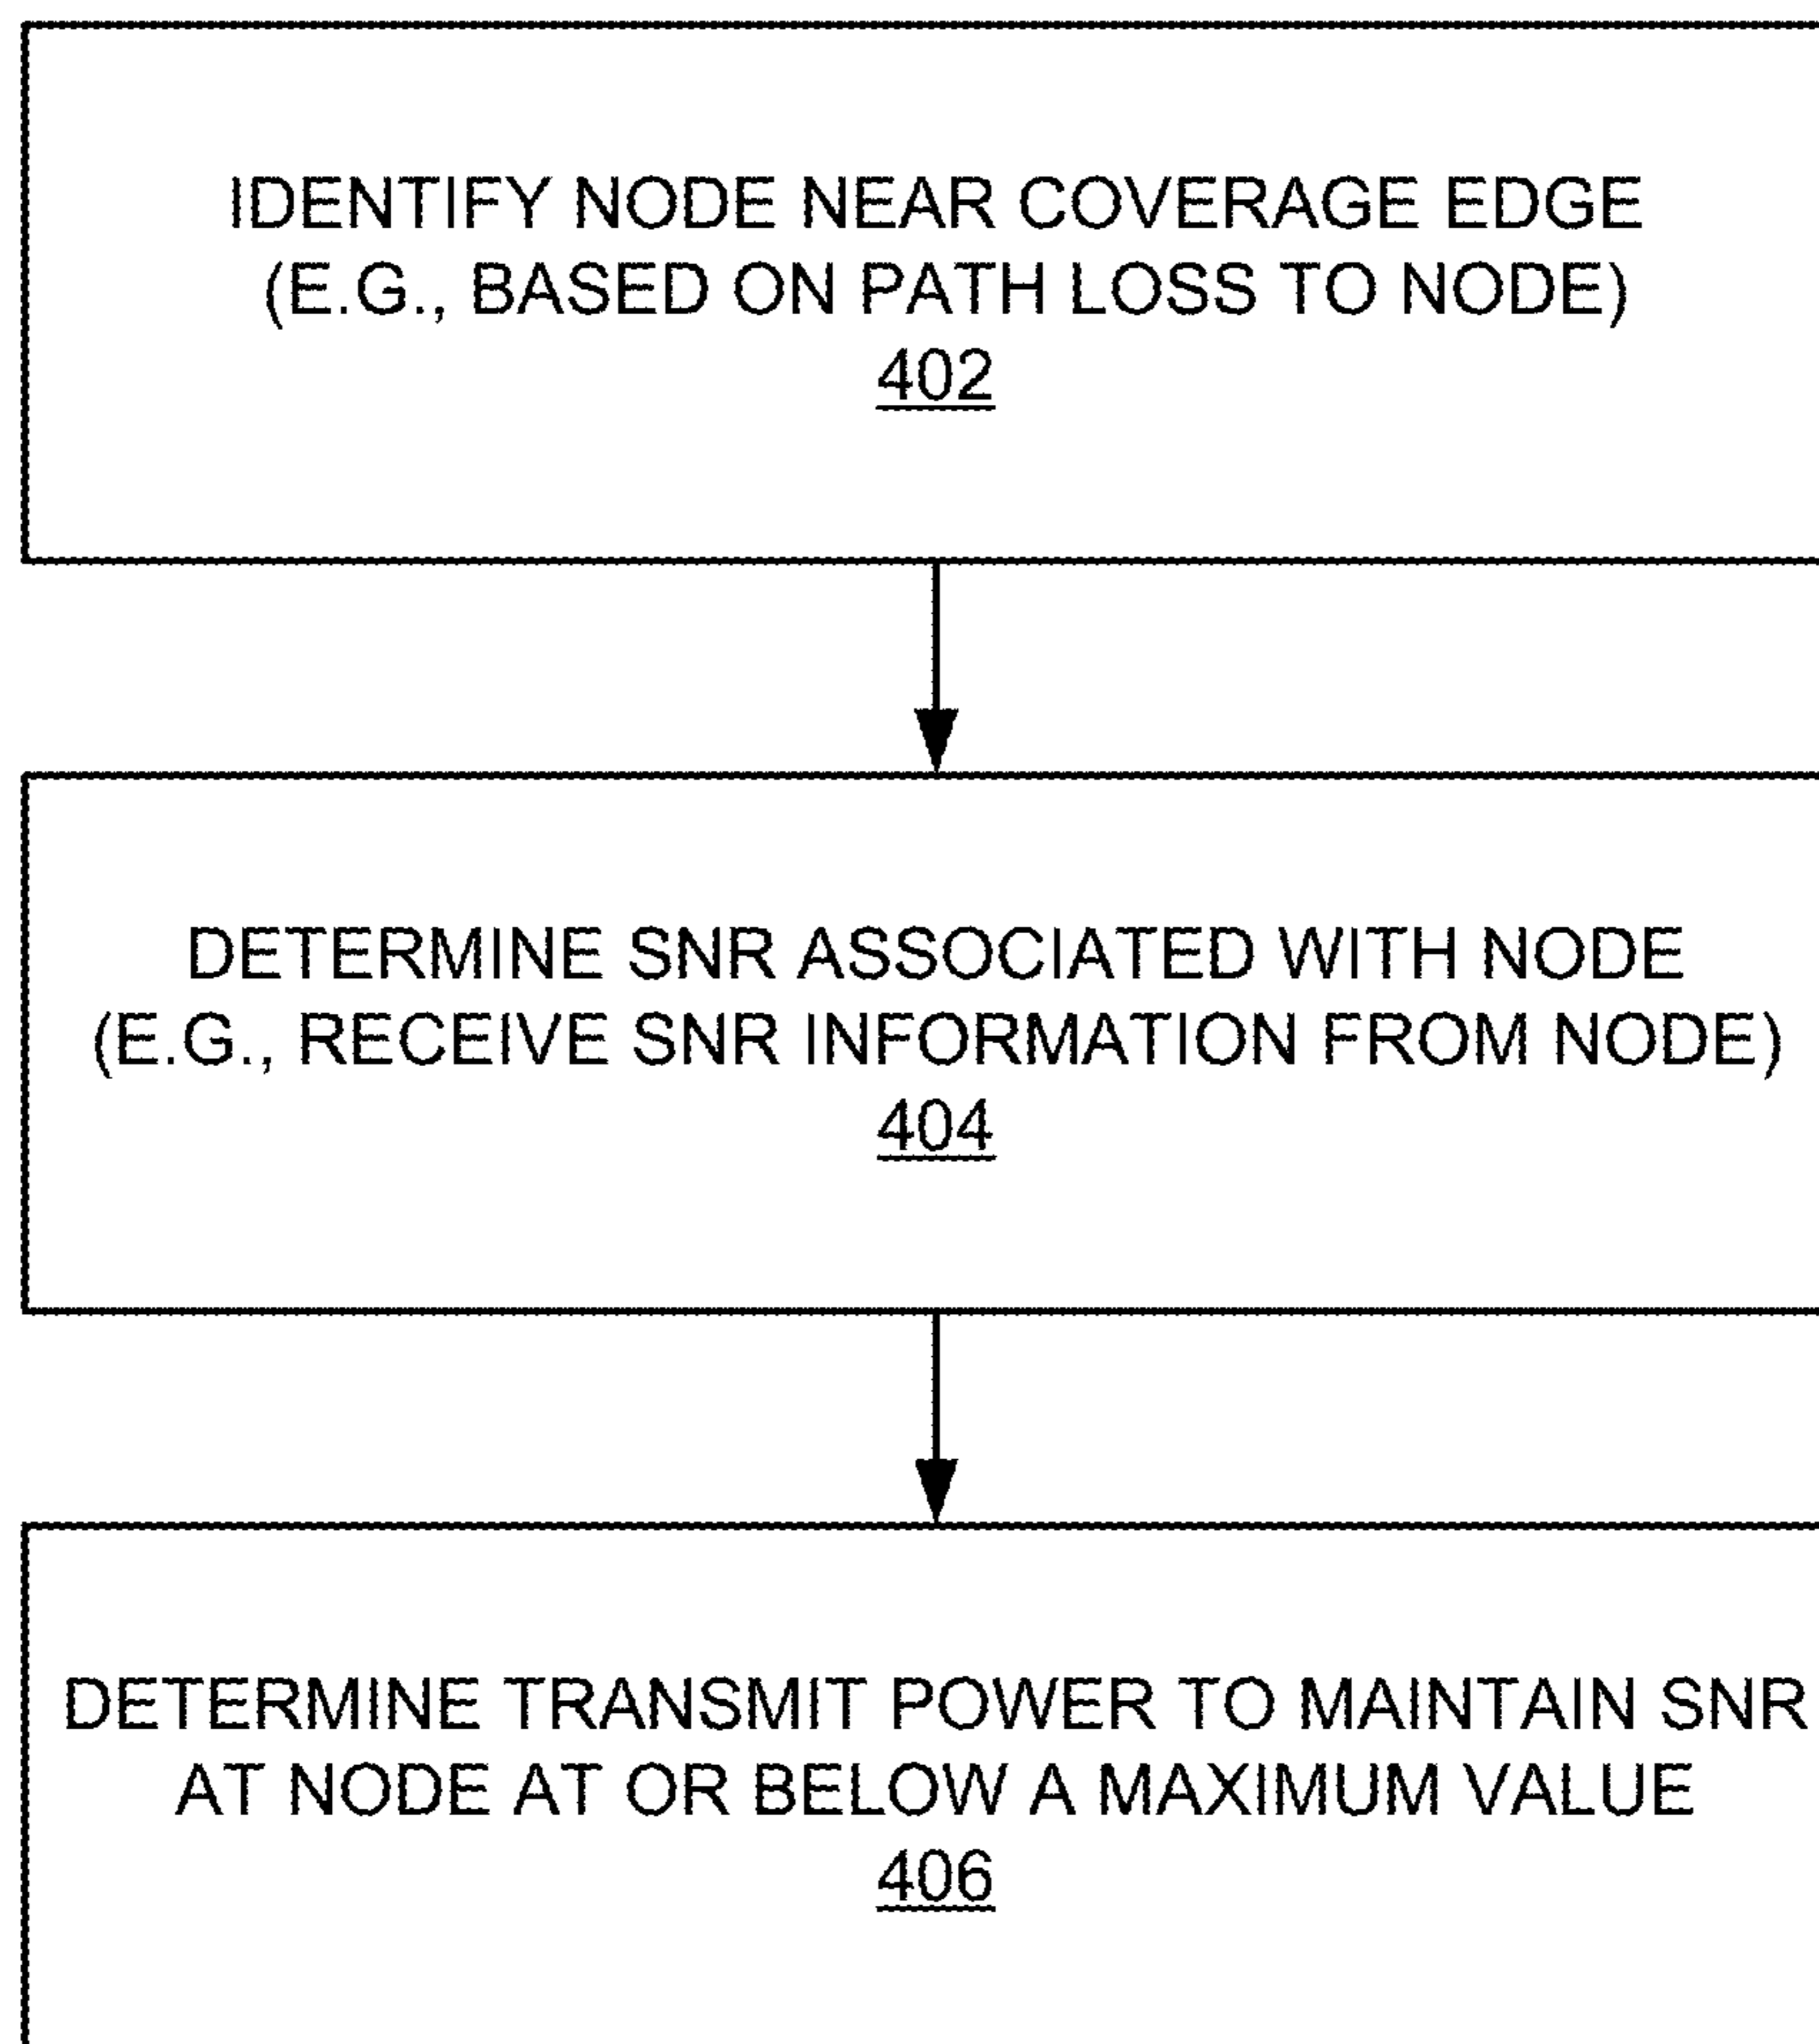 IDENTIFY NODE NEAR COVERAGE EDGE
(E.G., BASED ON PATH LOSS TO NODE)
402
DETERMINE SNR ASSOCIATED WITH NODE
(E.G., RECEIVE SNR INFORMATION FROM NODE)
404
DETERMINE TRANSMIT POWER TO MAINTAIN SNR
AT NODE AT OR BELOW A MAXIMUM VALUE
406